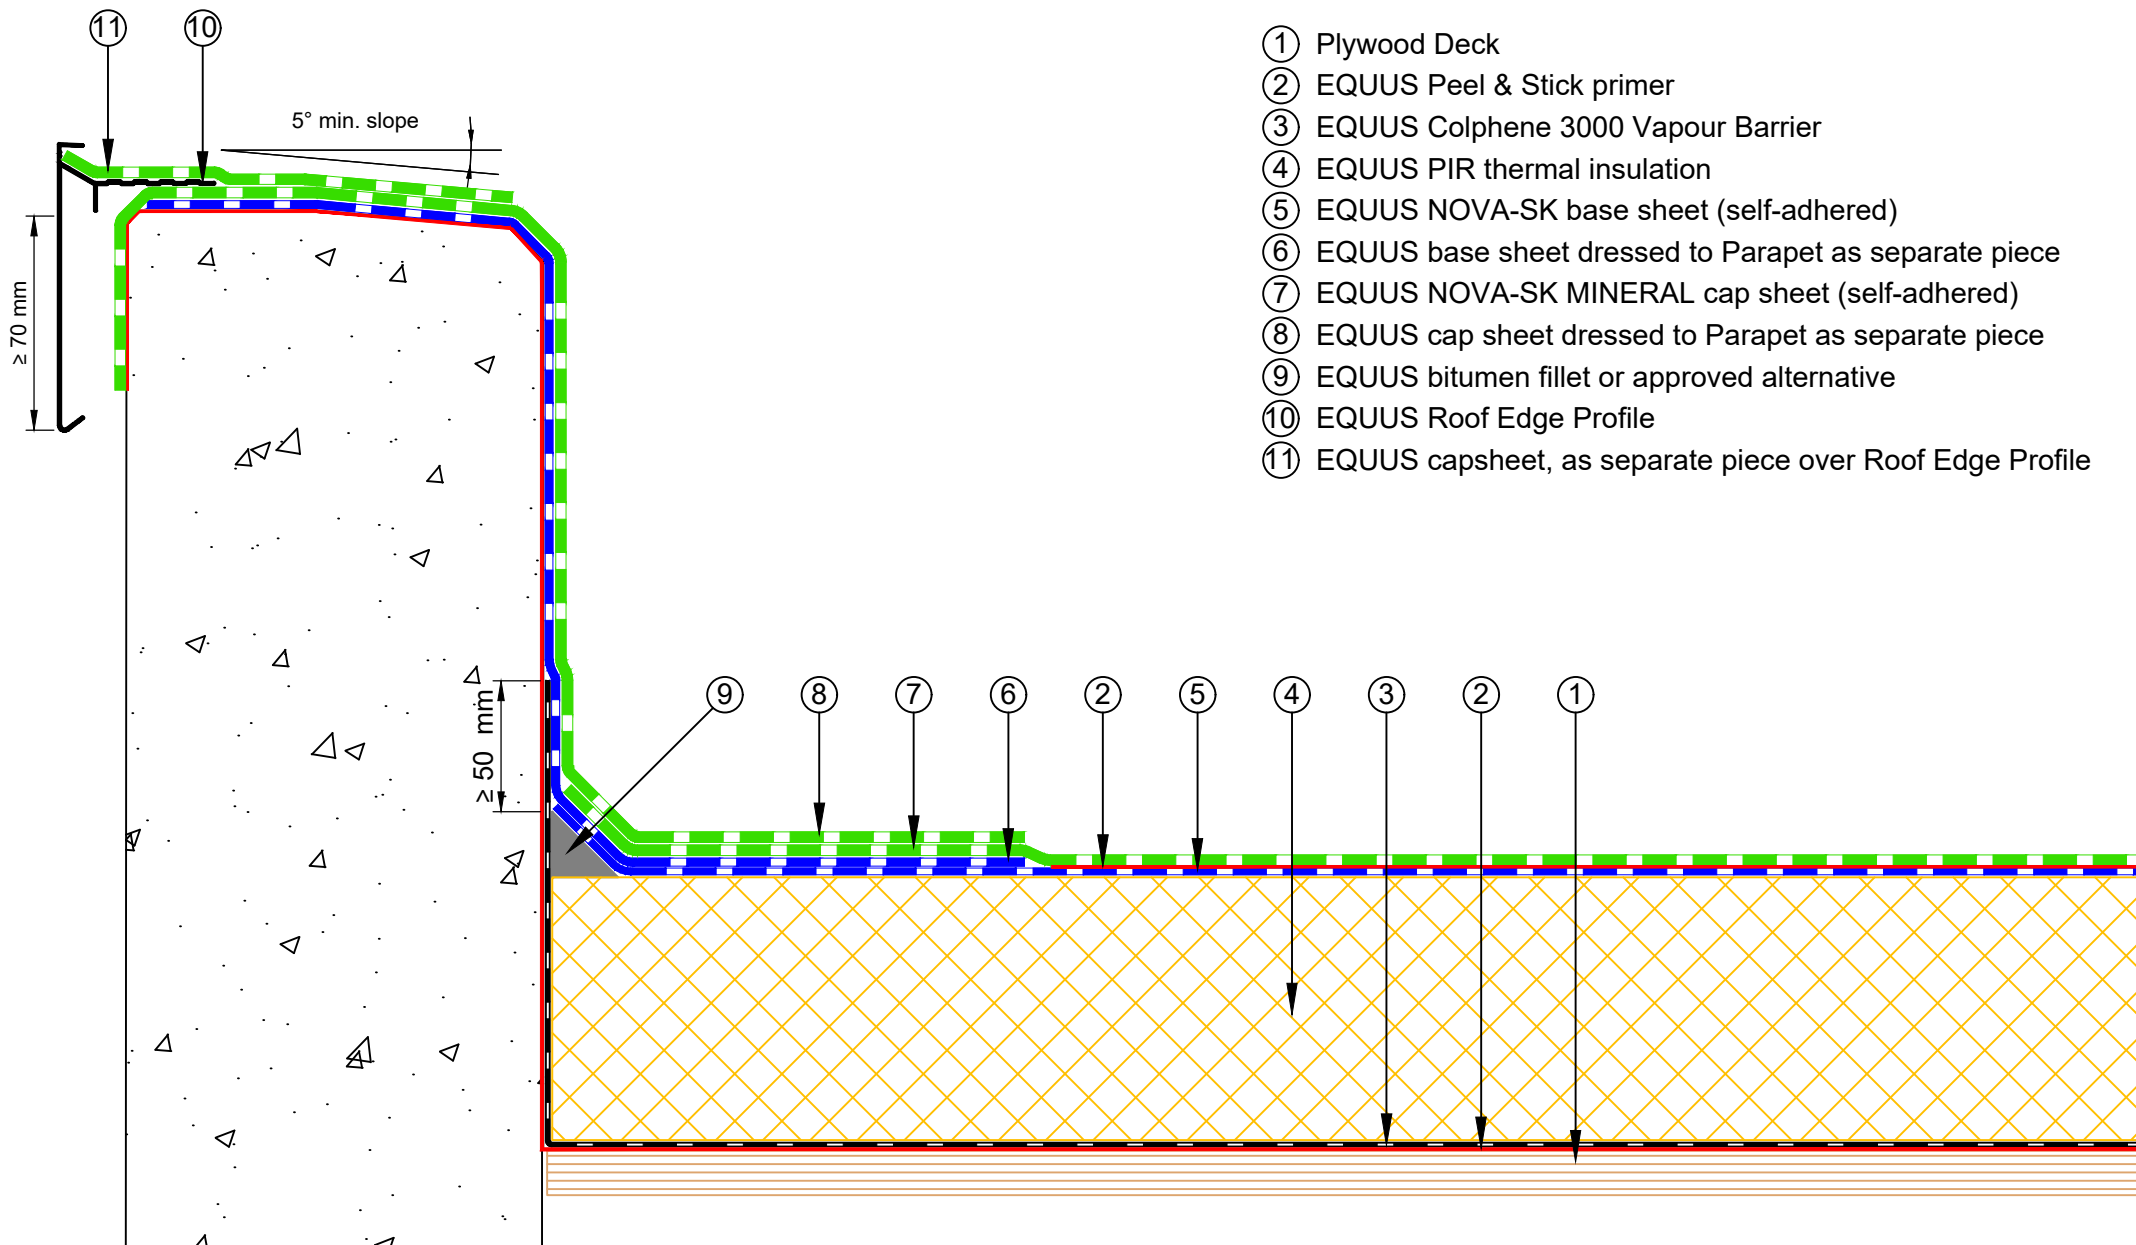 11 10
5° min. slope
≥ 70 mm
≥ 50 mm
1 Plywood Deck
2 EQUUS Peel & Stick primer
3 EQUUS Colphene 3000 Vapour Barrier
4 EQUUS PIR thermal insulation
5 EQUUS NOVA-SK base sheet (self-adhered)
6 EQUUS base sheet dressed to Parapet as separate piece
7 EQUUS NOVA-SK MINERAL cap sheet (self-adhered)
8 EQUUS cap sheet dressed to Parapet as separate piece
9 EQUUS bitumen fillet or approved alternative
10 EQUUS Roof Edge Profile
11 EQUUS capsheet, as separate piece over Roof Edge Profile
9 8 7 6 2 5 4 3 2 1